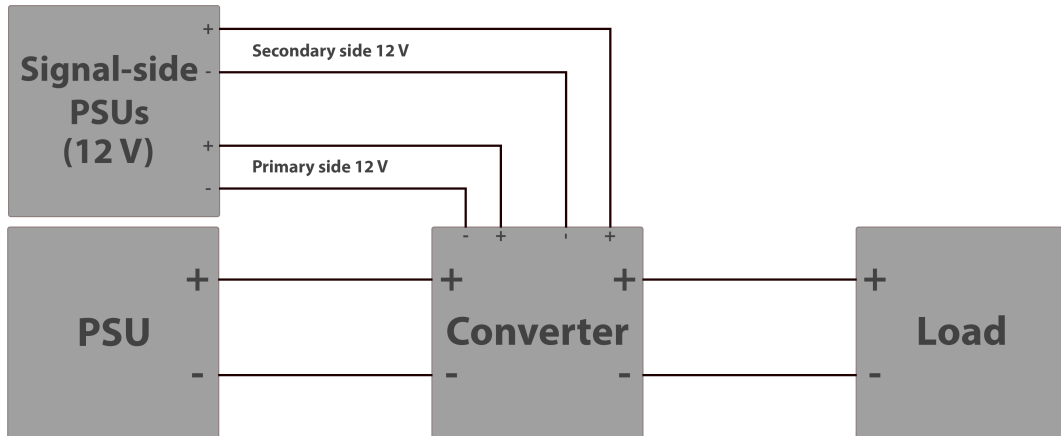 +
Secondary side 12 V
Signal-side -
PSUs
+
(12 V)
Primary side 12 V
-
- + - +
+ + + +
PSU Converter Load
- - - -